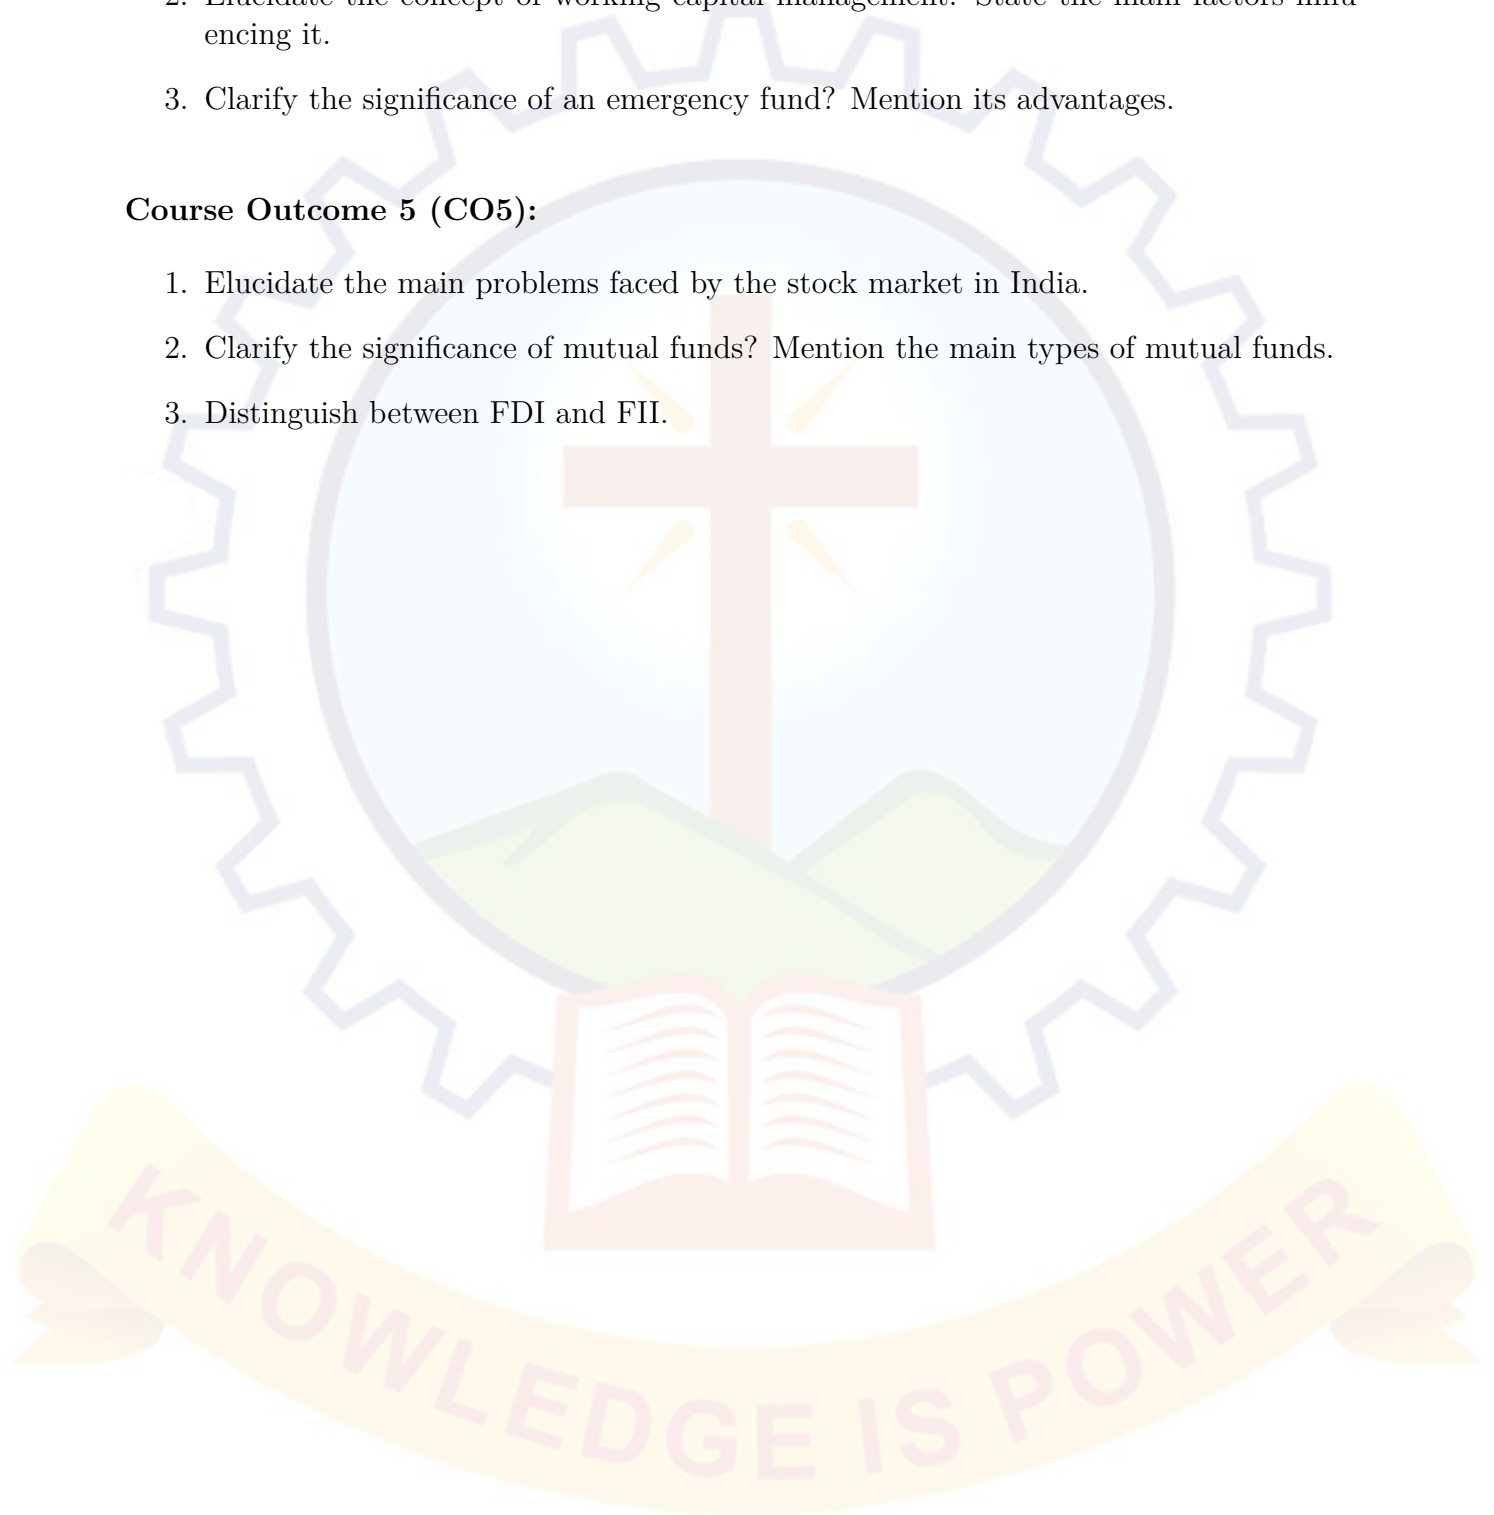 2. Elucidate the concept of working capital management. State the main factors influ
encing it.
3. Clarify the significance of an emergency fund? Mention its advantages.
Course Outcome 5 (CO5):
1. Elucidate the main problems faced by the stock market in India.
2. Clarify the significance of mutual funds? Mention the main types of mutual funds.
3. Distinguish between FDI and FII.
KNOWLEDGE IS POWER